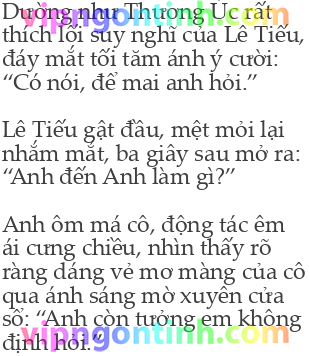 Dường như Thương Úc rất
thích lối suy nghĩ của Lê Tiếu,
đáy mắt tối tăm ánh ý cười:
“Có nói, để mai anh hỏi.”
Lê Tiếu gật đầu, mệt mỏi lại
nhắm mắt, ba giây sau mở ra:
“Anh đến Anh làm gì?”
Anh ôm má cô, động tác êm
ái cưng chiều, nhìn thấy rõ
ràng dáng vẻ mơ màng của cô
qua ánh sáng mờ xuyên cửa
sổ: “Anh còn tưởng em không
định hỏi.”
vipngontinh.com
vipngontinh.com
vipngontinh.com